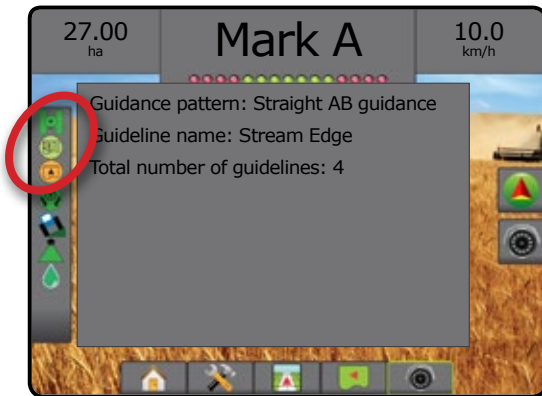 27.00
ha
Mark A
10.0
km/h
Guidance pattern: Straight AB guidance
Guideline name: Stream Edge
Total number of guidelines: 4